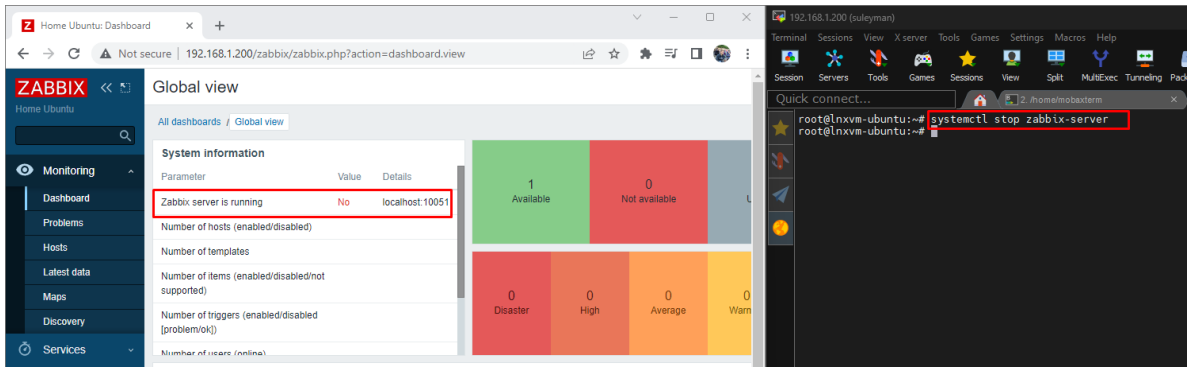 Home Ubuntu: Dashboard
Not secure | 192.168.1.200/zabbix/zabbix.php?action=dashboard.view
ZABBIX
Home Ubuntu
Monitoring
Dashboard
Problems
Hosts
Latest data
Maps
Discovery
Services
Global view
All dashboards / Global view
System information
Parameter Value Details
Zabbix server is running No localhost:10051
Number of hosts (enabled/disabled)
Number of templates
Number of items (enabled/disabled/not
supported)
Number of triggers (enabled/disabled
[problem/ok])
Number of users (online)
1
Available
0
Not available
0
Disaster
0
High
0
Average
0
Warn
192.168.1.200 (suleyman)
Terminal Sessions View X server Tools Games Settings Macros Help
Session Servers Tools Games Sessions View Split MultiExec Tunneling Pack
Quick connect...
2. /home/mobaxterm
root@lnxvm-ubuntu:~# systemctl stop zabbix-server
root@lnxvm-ubuntu:~#